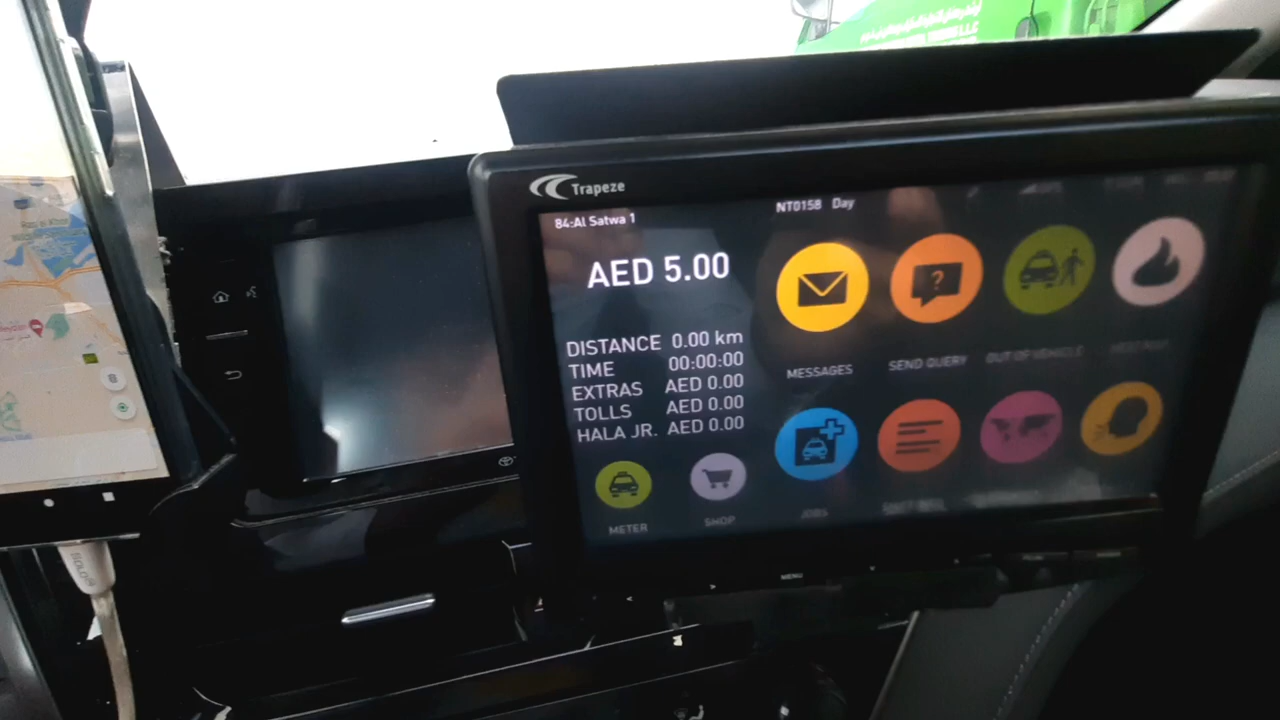 Trapeze
84:Al Satwa 1
NT0158 Day
AED 5.00
DISTANCE 0.00 km
TIME 00:00:00
EXTRAS AED 0.00
TOLLS AED 0.00
HALA JR. AED 0.00
MESSAGES
SEND QUERY
OUT OF VEHICLE
METER
SHOP
JOBS
MENU